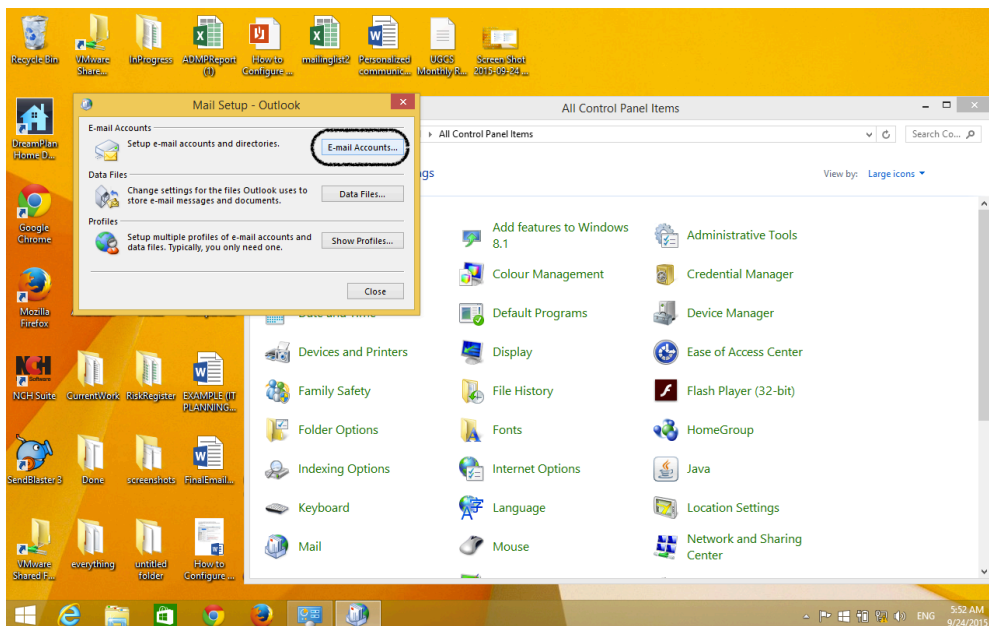 Recycle Bin
VMware
Share...
InProgress
ADMPReport
(1)
How to
Configure ...
mailinglist2
Personalized
communic...
UGCS
Monthly R...
Screen Shot
2015-09-24 ...
DreamPlan
Home D...
Google
Chrome
Mozilla
Firefox
NCH Suite
CurrentWork
RiskRegister
EXAMPLE (IT
PLANNING...
SendBlaster 3
Done
screenshots
FinalEmail...
VMware
Shared F...
everything
untitled
folder
How to
Configure ...
Mail Setup - Outlook
E-mail Accounts
Setup e-mail accounts and directories.
E-mail Accounts...
Data Files
Change settings for the files Outlook uses to
store e-mail messages and documents.
Data Files...
Profiles
Setup multiple profiles of e-mail accounts and
data files. Typically, you only need one.
Show Profiles...
Close
All Control Panel Items
All Control Panel Items
Search Co...
View by: Large icons
Add features to Windows
8.1
Administrative Tools
Colour Management
Credential Manager
Date and Time
Default Programs
Device Manager
Devices and Printers
Display
Ease of Access Center
Family Safety
File History
Flash Player (32-bit)
Folder Options
Fonts
HomeGroup
Indexing Options
Internet Options
Java
Keyboard
Language
Location Settings
Mail
Mouse
Network and Sharing
Center
ENG
5:52 AM
9/24/2015